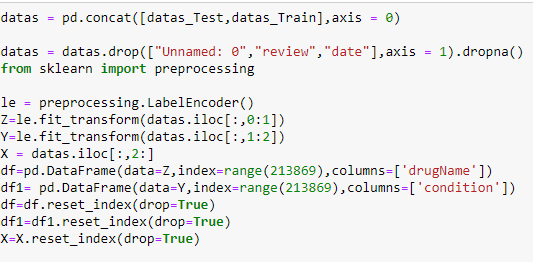 datas = pd.concat([datas_Test,datas_Train],axis = 0)
datas = datas.drop(["Unnamed: 0","review","date"],axis = 1).dropna()
from sklearn import preprocessing
le = preprocessing.LabelEncoder()
Z=le.fit_transform(datas.iloc[:,0:1])
Y=le.fit_transform(datas.iloc[:,1:2])
X = datas.iloc[:,2:]
df=pd.DataFrame(data=Z,index=range(213869),columns=['drugName'])
df1= pd.DataFrame(data=Y,index=range(213869),columns=['condition'])
df=df.reset_index(drop=True)
df1=df1.reset_index(drop=True)
X=X.reset_index(drop=True)